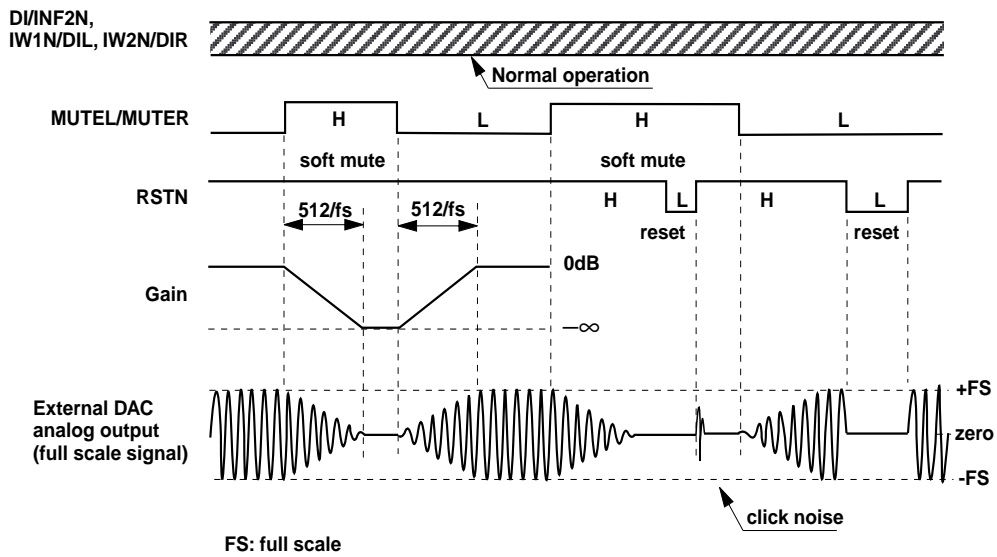 DI/INF2N,
IW1N/DIL, IW2N/DIR
Normal operation
MUTEL/MUTER
H
L
H
L
soft mute
soft mute
RSTN
H
L
H
L
512/fs
512/fs
reset
reset
0dB
Gain
—∞
+FS
External DAC
analog output
(full scale signal)
zero
-FS
click noise
FS: full scale